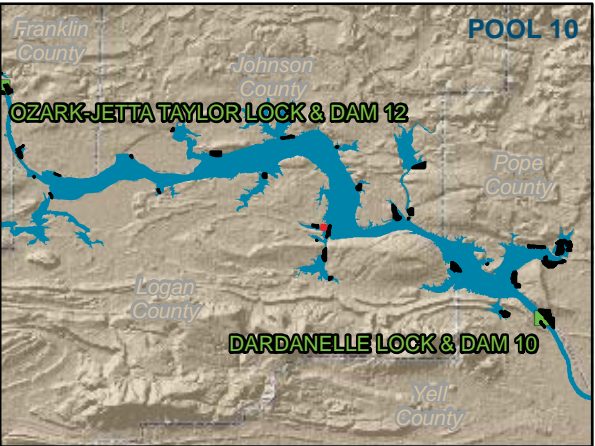 POOL 10
Franklin
County
Johnson
County
OZARK-JETTA TAYLOR LOCK & DAM 12
Pope
County
Logan
County
DARDANELLE LOCK & DAM 10
Yell
County